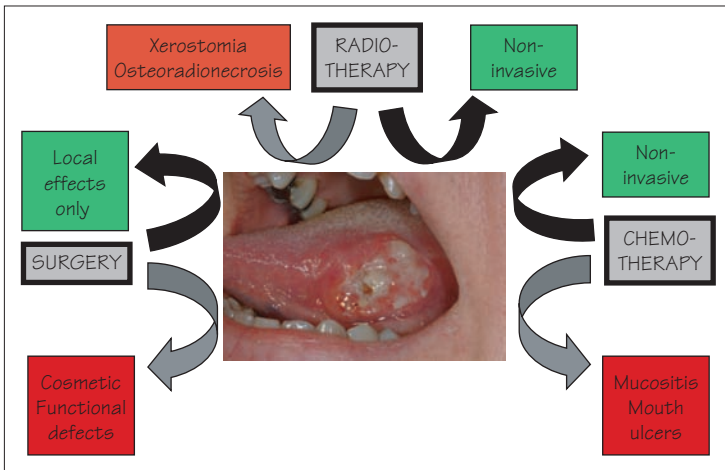 Xerostomia
Osteoradionecrosis
RADIO-
THERAPY
Non-
invasive
Local
effects
only
SURGERY
Non-
invasive
CHEMO-
THERAPY
Cosmetic
Functional
defects
Mucositis
Mouth
ulcers